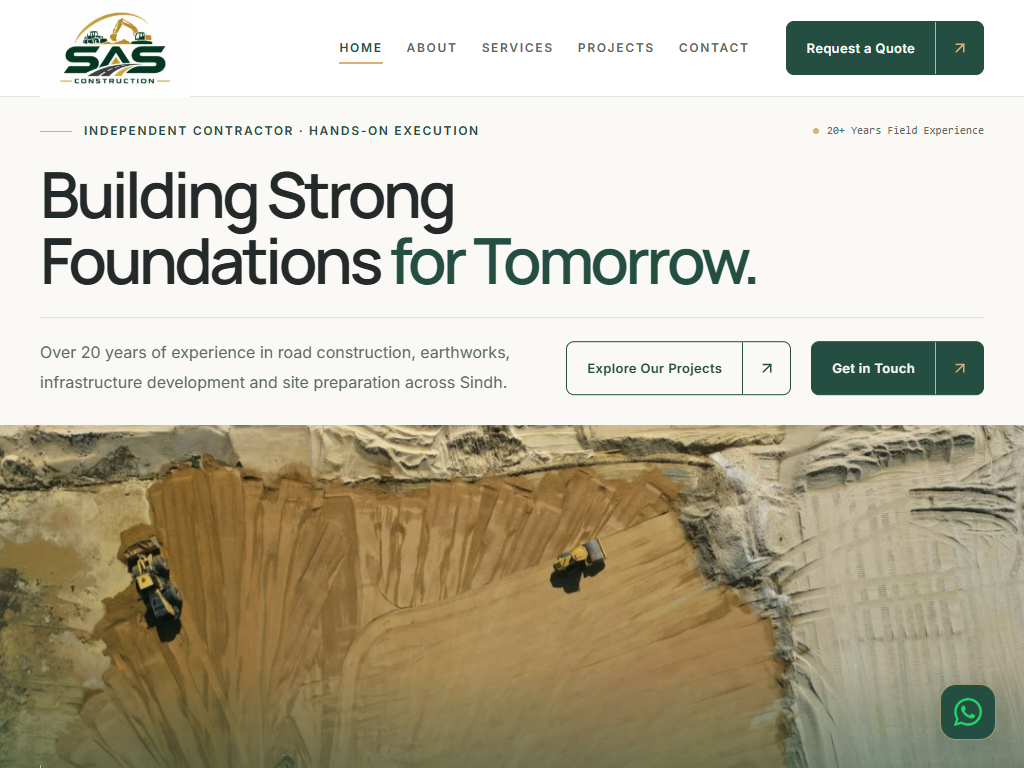 SAS
CONSTRUCTION
HOME
ABOUT
SERVICES
PROJECTS
CONTACT
Request a Quote
INDEPENDENT CONTRACTOR · HANDS-ON EXECUTION
20+ Years Field Experience
Building Strong
Foundations for Tomorrow.
Over 20 years of experience in road construction, earthworks,
infrastructure development and site preparation across Sindh.
Explore Our Projects
Get in Touch